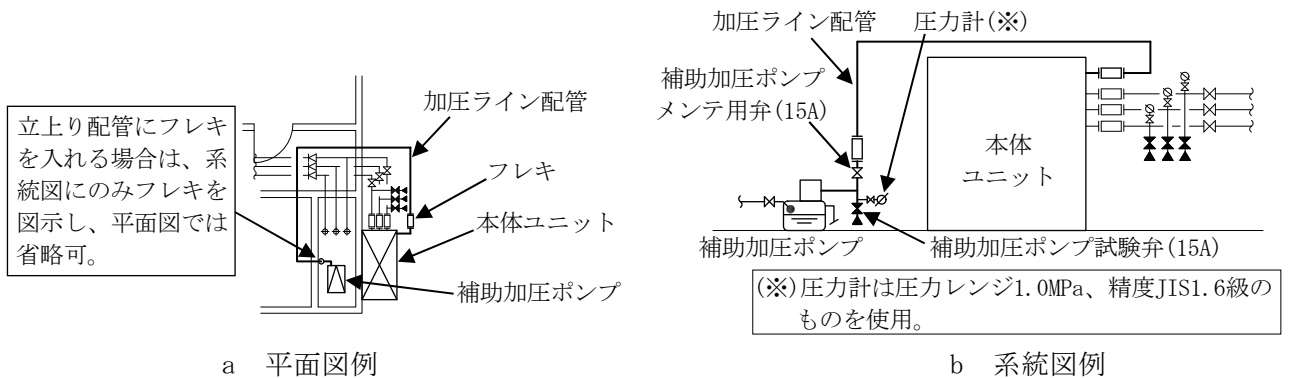 加圧ライン配管
立上り配管にフレキ
を入れる場合は、系
統図にのみフレキを
図示し、平面図では
省略可。
フレキ
本体ユニット
補助加圧ポンプ
a 平面図例
加圧ライン配管
圧力計(※)
補助加圧ポンプ
メンテ用弁(15A)
本体
ユニット
補助加圧ポンプ
補助加圧ポンプ試験弁(15A)
(※)圧力計は圧力レンジ1.0MPa、精度JIS1.6級の
ものを使用。
b 系統図例